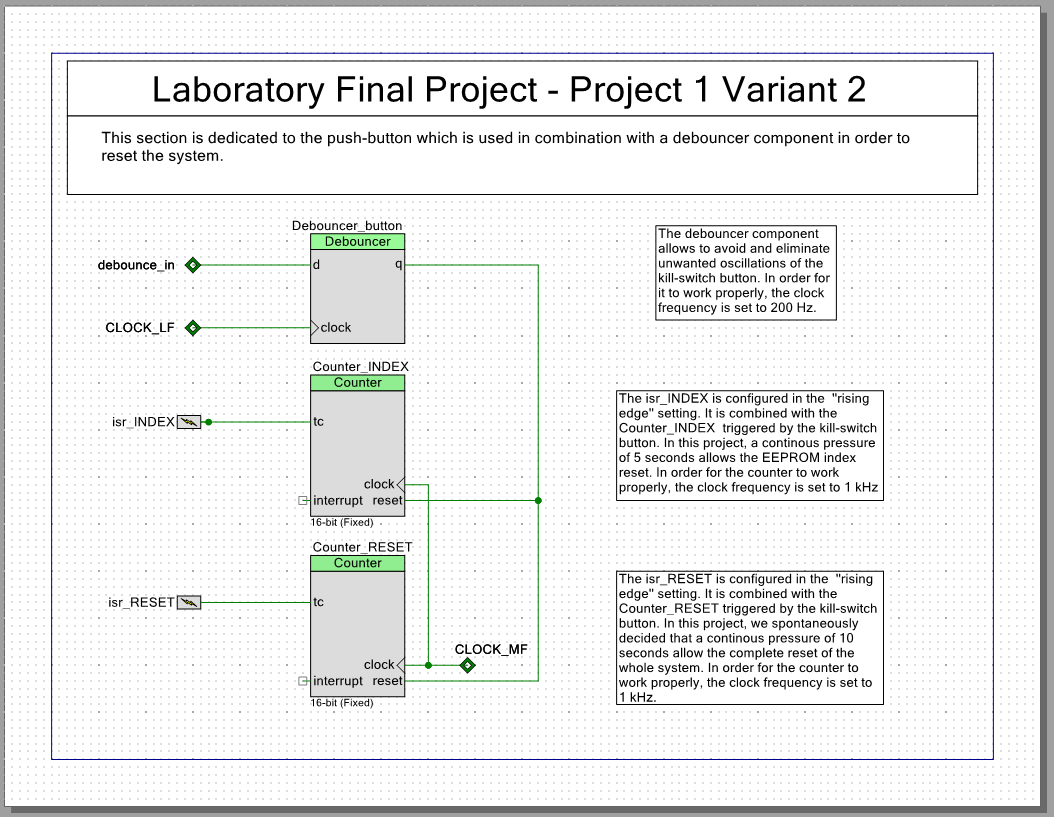 Laboratory Final Project - Project 1 Variant 2
This section is dedicated to the push-button which is used in combination with a debouncer component in order to
reset the system.
Debouncer_button
Debouncer
debounce_in
d
q
CLOCK_LF
clock
The debouncer component
allows to avoid and eliminate
unwanted oscillations of the
kill-switch button. In order for
it to work properly, the clock
frequency is set to 200 Hz.
Counter_INDEX
Counter
isr_INDEX
tc
clock
interrupt
reset
16-bit (Fixed)
The isr_INDEX is configured in the "rising
edge" setting. It is combined with the
Counter_INDEX triggered by the kill-switch
button. In this project, a continous pressure
of 5 seconds allows the EEPROM index
reset. In order for the counter to work
properly, the clock frequency is set to 1 kHz
Counter_RESET
Counter
isr_RESET
tc
CLOCK_MF
clock
interrupt
reset
16-bit (Fixed)
The isr_RESET is configured in the "rising
edge" setting. It is combined with the
Counter_RESET triggered by the kill-switch
button. In this project, we spontaneously
decided that a continous pressure of 10
seconds allow the complete reset of the
whole system. In order for the counter to
work properly, the clock frequency is set to
1 kHz.